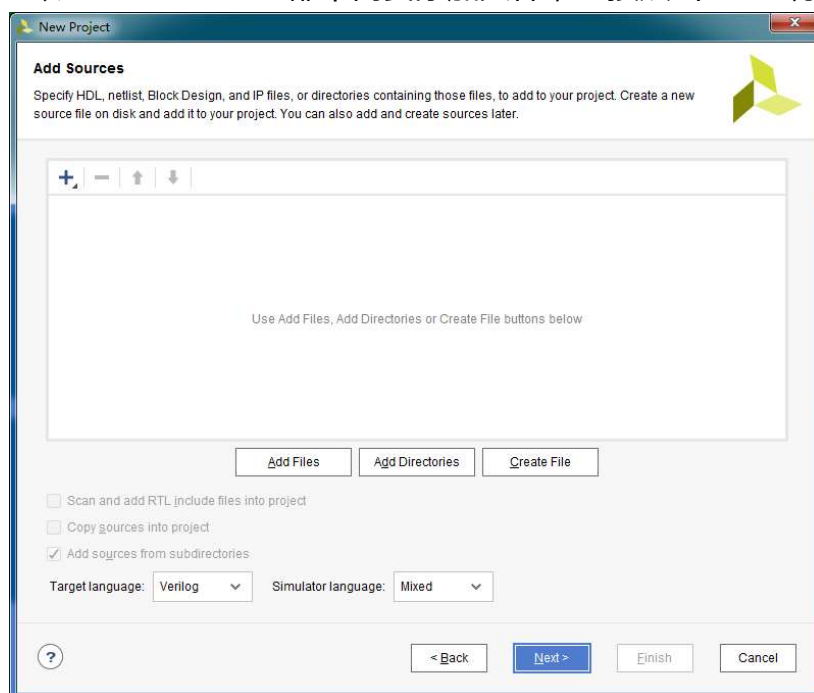 New Project
Add Sources
Specify HDL, netlist, Block Design, and IP files, or directories containing those files, to add to your project. Create a new
source file on disk and add it to your project. You can also add and create sources later.
Use Add Files, Add Directories or Create File buttons below
Add Files Add Directories Create File
Scan and add RTL include files into project
Copy sources into project
Add sources from subdirectories
Target language: Verilog Simulator language: Mixed
? < Back Next > Finish Cancel